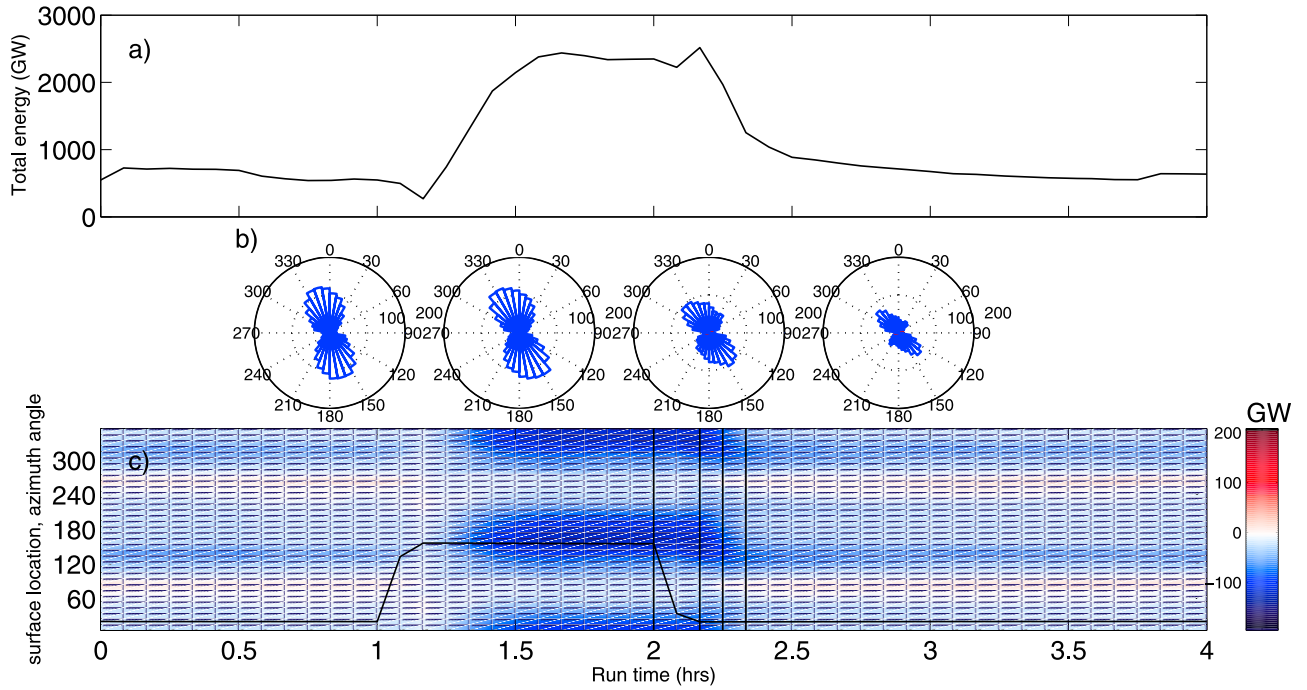 3000
a)
2000
1000
0
Total energy (GW)
b)
0 30 60 90 120 150 180 210 240 270 300 330 100 200
0 30 60 90 120 150 180 210 240 270 300 330 100 200
0 30 60 90 120 150 180 210 240 270 300 330 100 200
0 30 60 90 120 150 180 210 240 270 300 330 100 200
c)
300
240
180
120
60
surface location, azimuth angle
0 0.5 1 1.5 2 2.5 3 3.5 4
Run time (hrs)
GW
200
100
0
−100